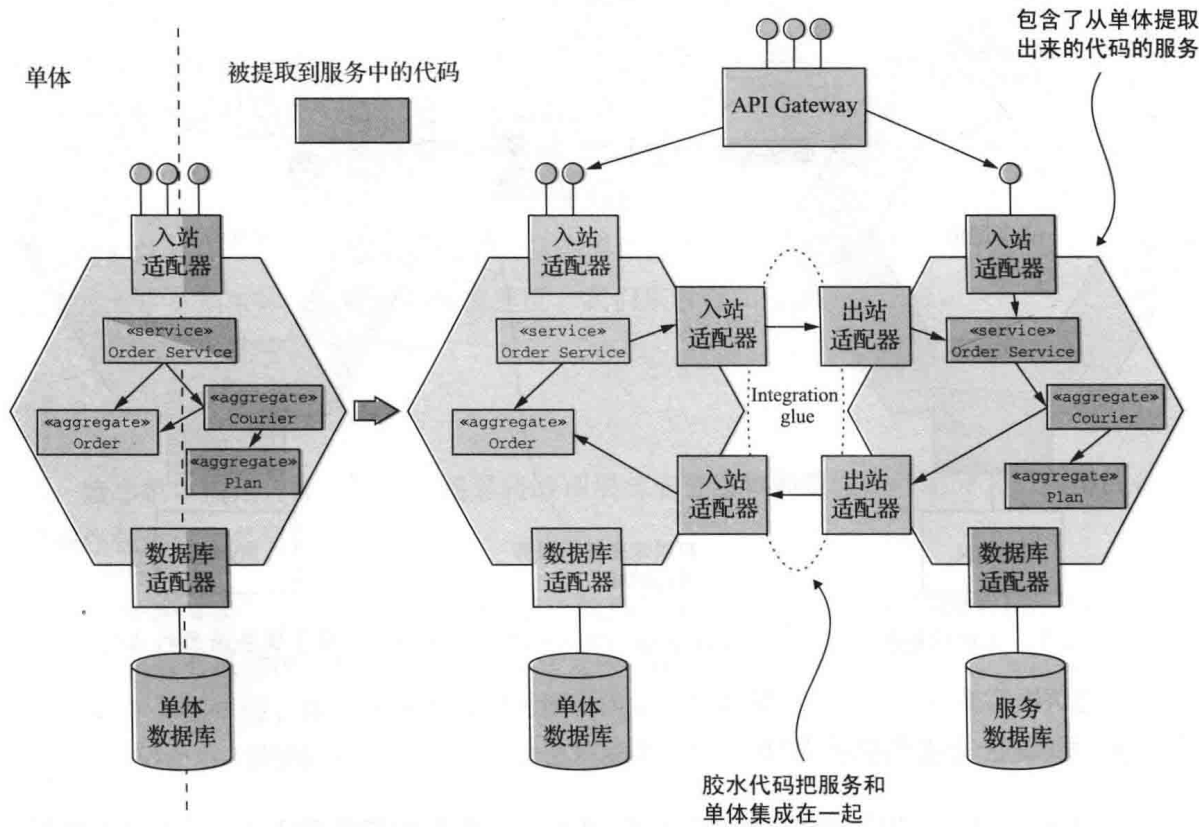 包含了从单体提取
出来的代码的服务
单体
被提取到服务中的代码
API Gateway
入站
适配器
«service»
Order Service
«aggregate»
Courier
«aggregate»
Order
«aggregate»
Plan
数据库
适配器
单体
数据库
入站
适配器
«service»
Order Service
«aggregate»
Order
入站
适配器
入站
适配器
数据库
适配器
单体
数据库
Integration
glue
出站
适配器
出站
适配器
入站
适配器
«service»
Order Service
«aggregate»
Courier
«aggregate»
Plan
数据库
适配器
服务
数据库
胶水代码把服务和
单体集成在一起